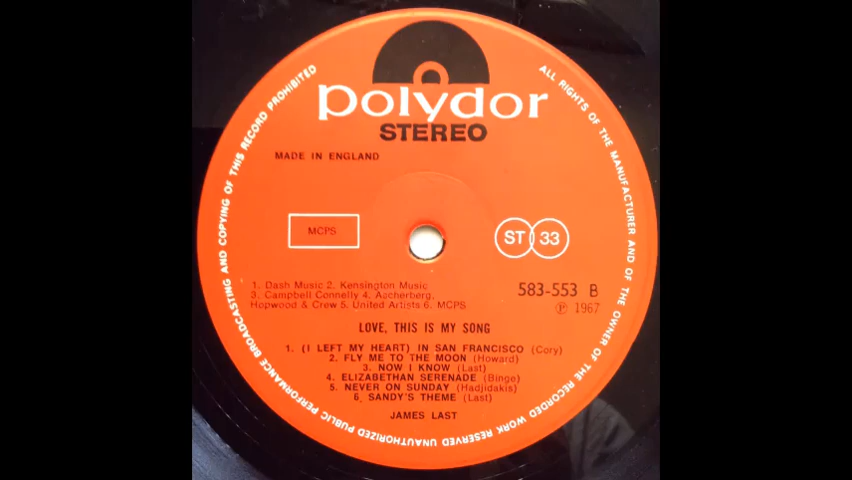 polydor
STEREO
MADE IN ENGLAND
MCPS
ST 33
1. Dash Music 2. Kensington Music
3. Campbell Connelly 4. Ascherberg,
Hopwood & Crew 5. United Artists 6. MCPS
583-553 B
℗ 1967
LOVE, THIS IS MY SONG
1. (I LEFT MY HEART) IN SAN FRANCISCO (Cory)
2. FLY ME TO THE MOON (Howard)
3. NOW I KNOW (Last)
4. ELIZABETHAN SERENADE (Binge)
5. NEVER ON SUNDAY (Hadjidakis)
6. SANDY'S THEME (Last)
JAMES LAST
ALL RIGHTS OF THE MANUFACTURER AND OF THE OWNER OF THE RECORDED WORK RESERVED UNAUTHORIZED PUBLIC PERFORMANCE BROADCASTING AND COPYING OF THIS RECORD PROHIBITED